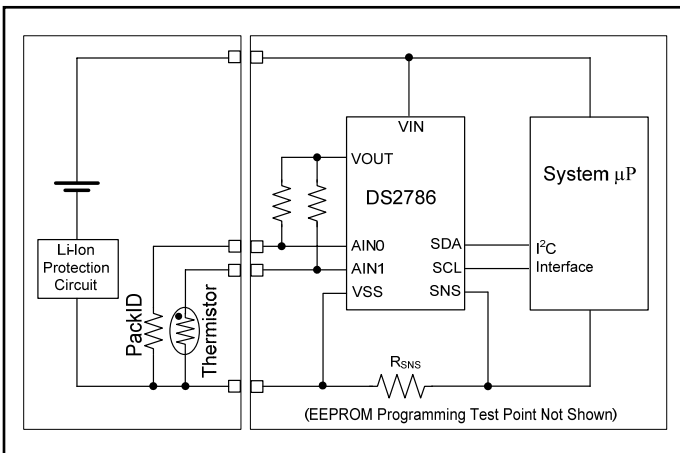 VIN
VOUT
DS2786
System µP
Li-Ion
Protection
Circuit
AIN0
AIN1
VSS
SDA
SCL
SNS
I²C
Interface
PackID
Thermistor
RSNS
(EEPROM Programming Test Point Not Shown)